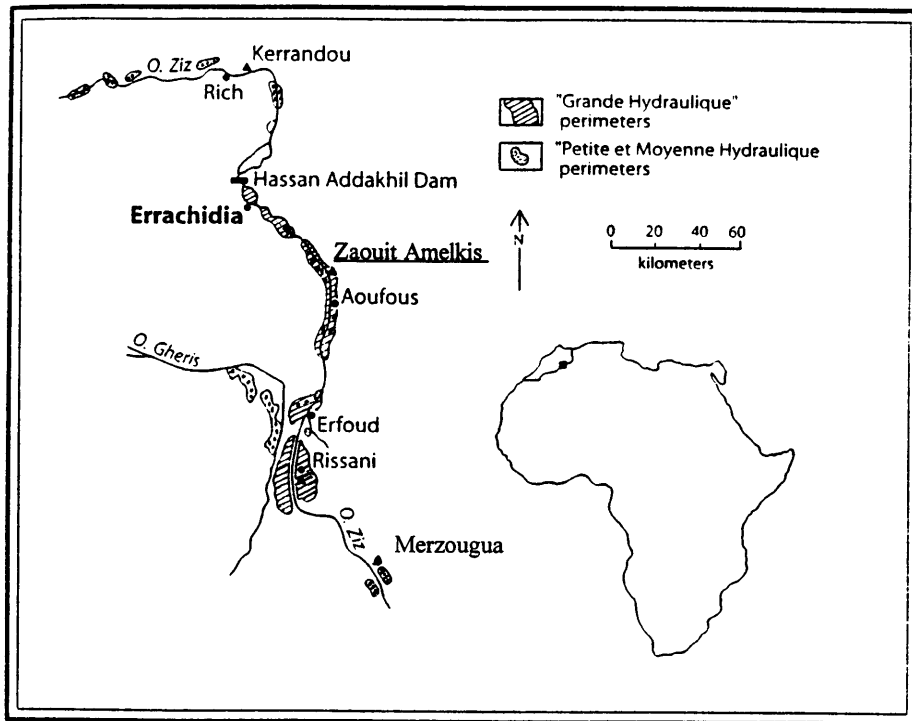 Kerrandou
O. Ziz
Rich
"Grande Hydraulique"
perimeters
"Petite et Moyenne Hydraulique
perimeters
Hassan Addakhil Dam
Errachidia
N
0 20 40 60
kilometers
Zaouit Amelkis
Aoufous
O. Gheris
Erfoud
Rissani
O. Ziz
Merzougua